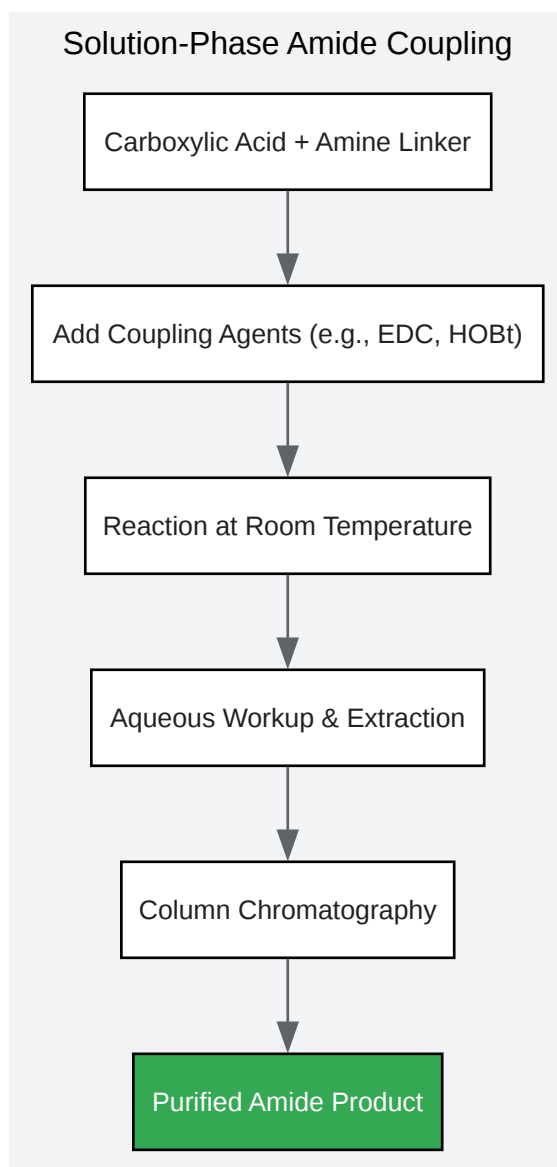 Solution-Phase Amide Coupling
Carboxylic Acid + Amine Linker
Add Coupling Agents (e.g., EDC, HOBt)
Reaction at Room Temperature
Aqueous Workup & Extraction
Column Chromatography
Purified Amide Product